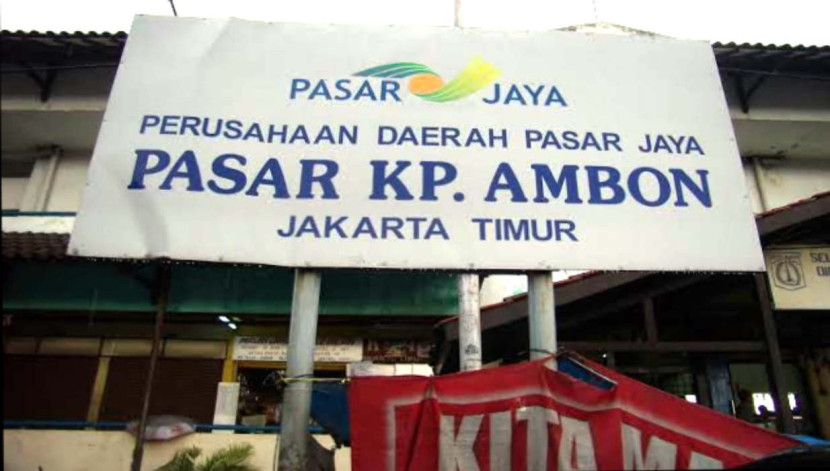 PASAR JAYA
PERUSAHAAN DAERAH PASAR JAYA
PASAR KP. AMBON
JAKARTA TIMUR
KITA